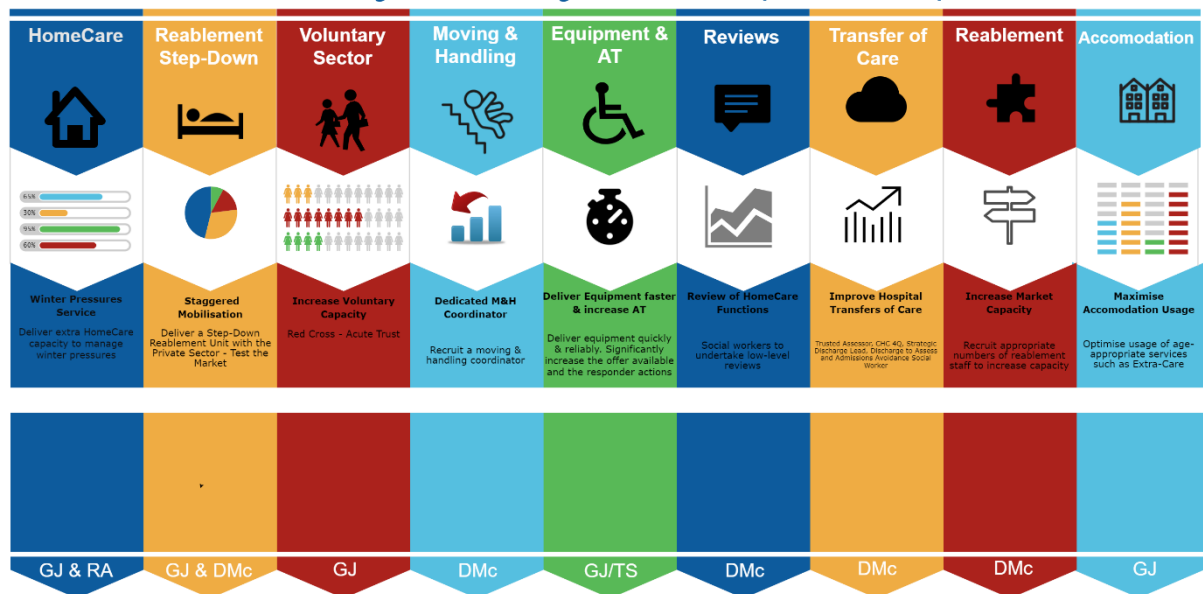 HomeCare
Reablement
Step-Down
Voluntary
Sector
Moving &
Handling
Equipment &
AT
Reviews
Transfer of
Care
Reablement
Accomodation
65%
30%
95%
60%
Winter Pressures
Service
Deliver extra HomeCare
capacity to manage
winter pressures
Staggered
Mobilisation
Deliver a Step-Down
Reablement Unit with the
Private Sector - Test the
Market
Increase Voluntary
Capacity
Red Cross – Acute Trust
Dedicated M&H
Coordinator
Recruit a moving &
handling coordinator
Deliver Equipment faster
& increase AT
Deliver equipment quickly
& reliably. Significantly
increase the offer available
and the responder actions
Review of HomeCare
Functions
Social workers to
undertake low-level
reviews
Improve Hospital
Transfers of Care
Trusted Assessor, CHC 4Q, Strategic
Discharge Lead, Discharge to Assess
and Admissions Avoidance Social
Worker
Increase Market
Capacity
Recruit appropriate
numbers of reablement
staff to increase capacity
Maximise
Accomodation Usage
Optimise usage of age-
appropriate services
such as Extra-Care
GJ & RA
GJ & DMc
GJ
DMc
GJ/TS
DMc
DMc
DMc
GJ